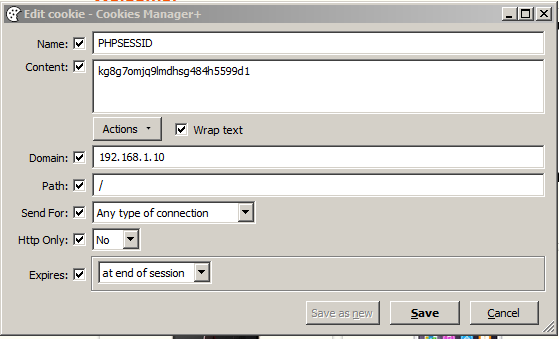 Edit cookie - Cookies Manager+
Name: PHPSESSID
Content: kg8g7omjq9lmdhsg484h5599d1
Actions Wrap text
Domain: 192.168.1.10
Path: /
Send For: Any type of connection
Http Only: No
Expires: at end of session
Save as new Save Cancel